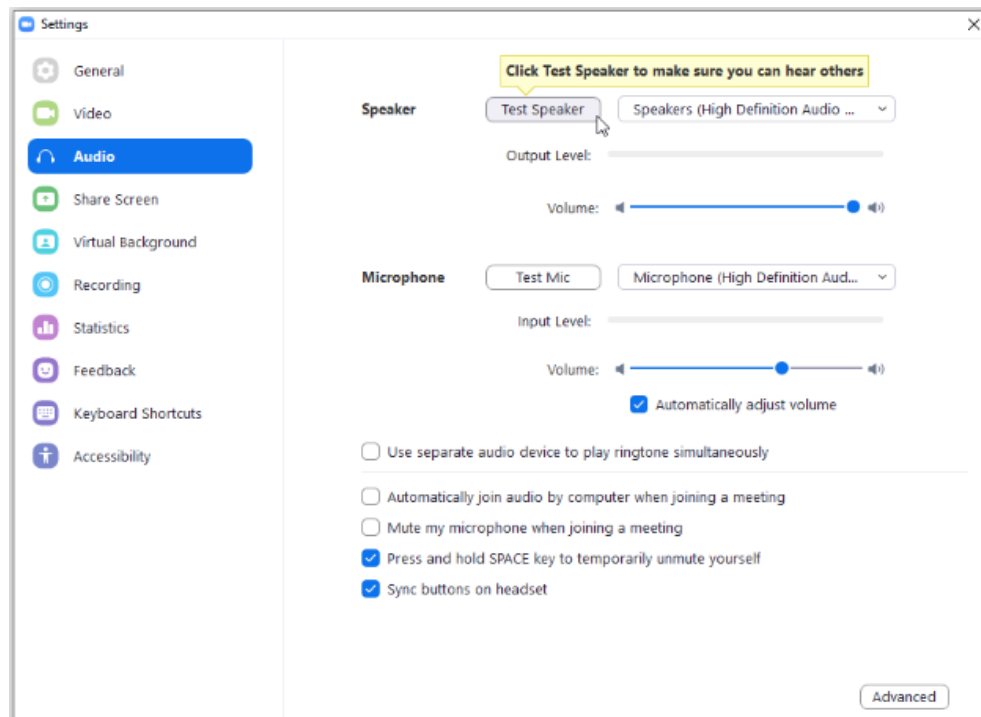 Settings
General
Video
Audio
Share Screen
Virtual Background
Recording
Statistics
Feedback
Keyboard Shortcuts
Accessibility
Click Test Speaker to make sure you can hear others
Speaker Test Speaker Speakers (High Definition Audio ...
Output Level:
Volume:
Microphone Test Mic Microphone (High Definition Aud...
Input Level:
Volume:
Automatically adjust volume
Use separate audio device to play ringtone simultaneously
Automatically join audio by computer when joining a meeting
Mute my microphone when joining a meeting
Press and hold SPACE key to temporarily unmute yourself
Sync buttons on headset
Advanced